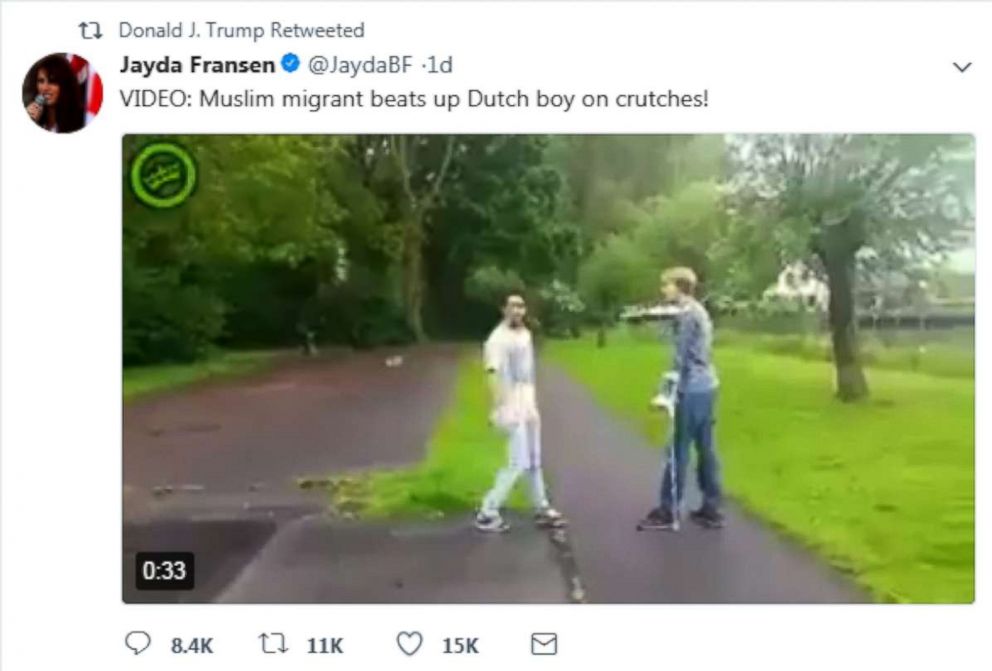 Donald J. Trump Retweeted
Jayda Fransen @JaydaBF ·1d
VIDEO: Muslim migrant beats up Dutch boy on crutches!
0:33
8.4K 11K 15K